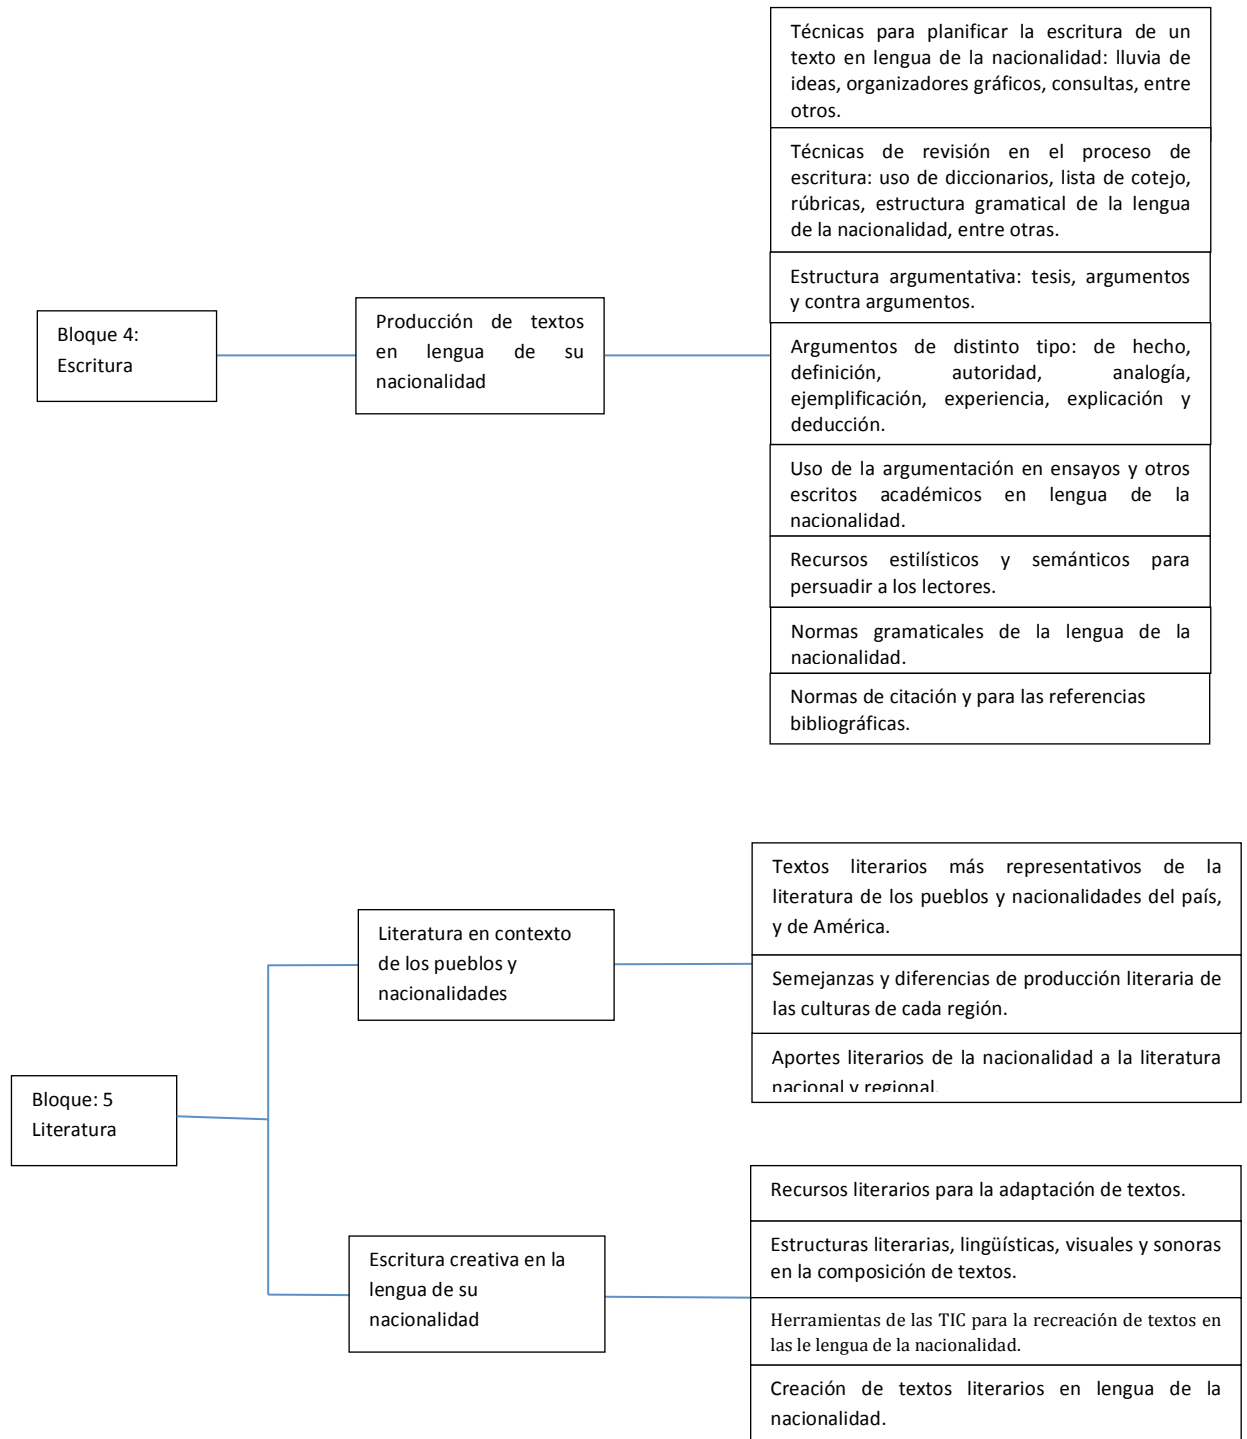 Bloque 4:
Escritura
Producción de textos
en lengua de su
nacionalidad
Técnicas para planificar la escritura de un
texto en lengua de la nacionalidad: lluvia de
ideas, organizadores gráficos, consultas, entre
otros.
Técnicas de revisión en el proceso de
escritura: uso de diccionarios, lista de cotejo,
rúbricas, estructura gramatical de la lengua
de la nacionalidad, entre otras.
Estructura argumentativa: tesis, argumentos
y contra argumentos.
Argumentos de distinto tipo: de hecho,
definición, autoridad, analogía,
ejemplificación, experiencia, explicación y
deducción.
Uso de la argumentación en ensayos y otros
escritos académicos en lengua de la
nacionalidad.
Recursos estilísticos y semánticos para
persuadir a los lectores.
Normas gramaticales de la lengua de la
nacionalidad.
Normas de citación y para las referencias
bibliográficas.
Bloque: 5
Literatura
Literatura en contexto
de los pueblos y
nacionalidades
Textos literarios más representativos de la
literatura de los pueblos y nacionalidades del país,
y de América.
Semejanzas y diferencias de producción literaria de
las culturas de cada región.
Aportes literarios de la nacionalidad a la literatura
nacional y regional.
Escritura creativa en la
lengua de su
nacionalidad
Recursos literarios para la adaptación de textos.
Estructuras literarias, lingüísticas, visuales y sonoras
en la composición de textos.
Herramientas de las TIC para la recreación de textos en
las le lengua de la nacionalidad.
Creación de textos literarios en lengua de la
nacionalidad.